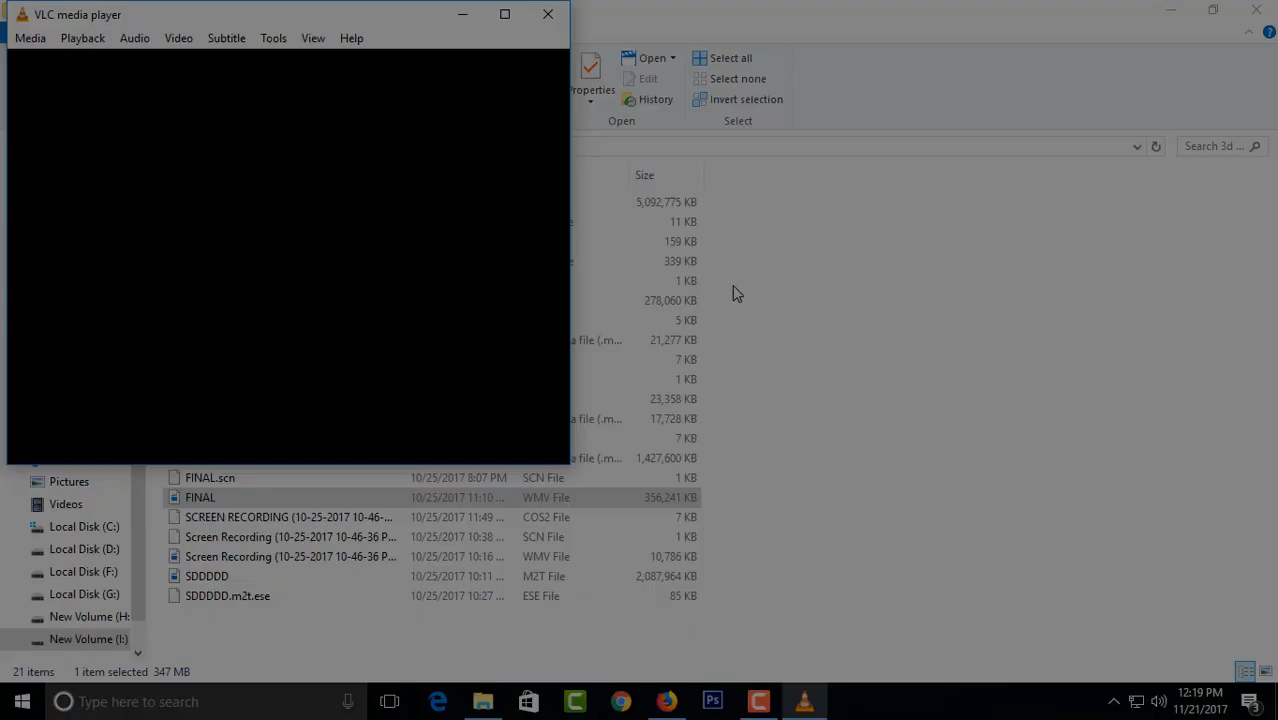 VLC media player
Media Playback Audio Video Subtitle Tools View Help
Properties
Open
Edit
History
Open
Select all
Select none
Invert selection
Select
Search 3d ...
Size
5,092,775 KB
11 KB
159 KB
339 KB
1 KB
278,060 KB
5 KB
a file (.m... 21,277 KB
7 KB
1 KB
23,358 KB
a file (.m... 17,728 KB
7 KB
a file (.m... 1,427,600 KB
Pictures
Videos
Local Disk (C:)
Local Disk (D:)
Local Disk (F:)
Local Disk (G:)
New Volume (H:
New Volume (I:)
FINAL.scn 10/25/2017 8:07 PM SCN File 1 KB
FINAL 10/25/2017 11:10 ... WMV File 356,241 KB
SCREEN RECORDING (10-25-2017 10-46-... 10/25/2017 11:49 ... COS2 File 7 KB
Screen Recording (10-25-2017 10-46-36 P... 10/25/2017 10:38 ... SCN File 1 KB
Screen Recording (10-25-2017 10-46-36 P... 10/25/2017 10:16 ... WMV File 10,786 KB
SDDDDD 10/25/2017 10:11 ... M2T File 2,087,964 KB
SDDDDD.m2t.ese 10/25/2017 10:27 ... ESE File 85 KB
21 items 1 item selected 347 MB
Type here to search
Ps
12:19 PM
11/21/2017
3